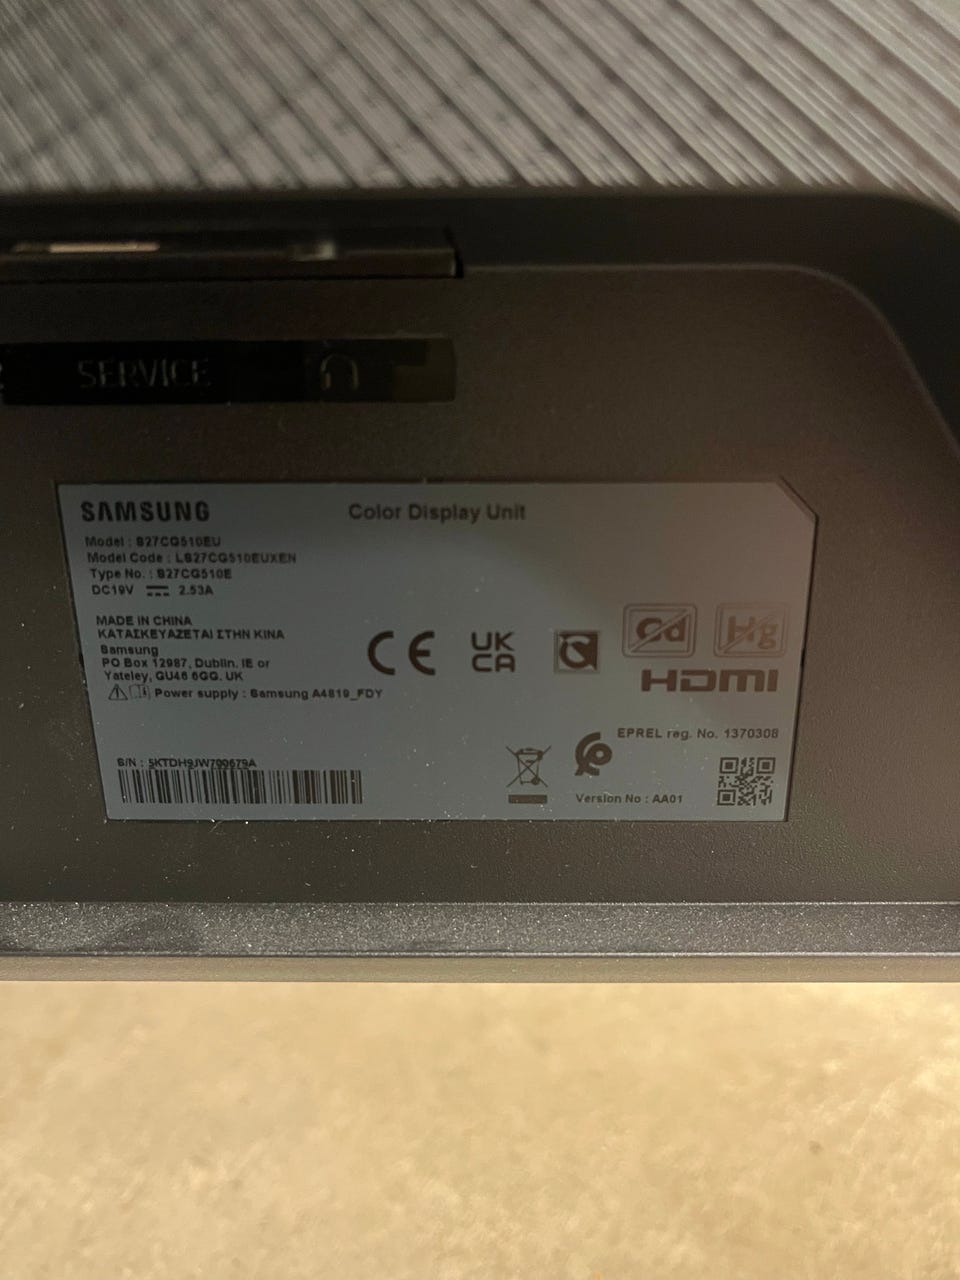 SERVICE
SAMSUNG Color Display Unit
Model : S27CG510EU
Model Code : LS27CG510EUXEN
Type No. : S27CG510E
DC19V 2.53A
MADE IN CHINA
ΚΑΤΑΣΚΕΥΑΖΕΤΑΙ ΣΤΗΝ ΚΙΝΑ
Samsung
PO Box 12987, Dublin. IE or
Yateley, GU46 6GG. UK
Power supply : Samsung A4819_FDY
CE UK
CA
Cd Hg
HDMI
EPREL reg. No. 1370308
S/N : 5KTDH9JW700679A
Version No : AA01